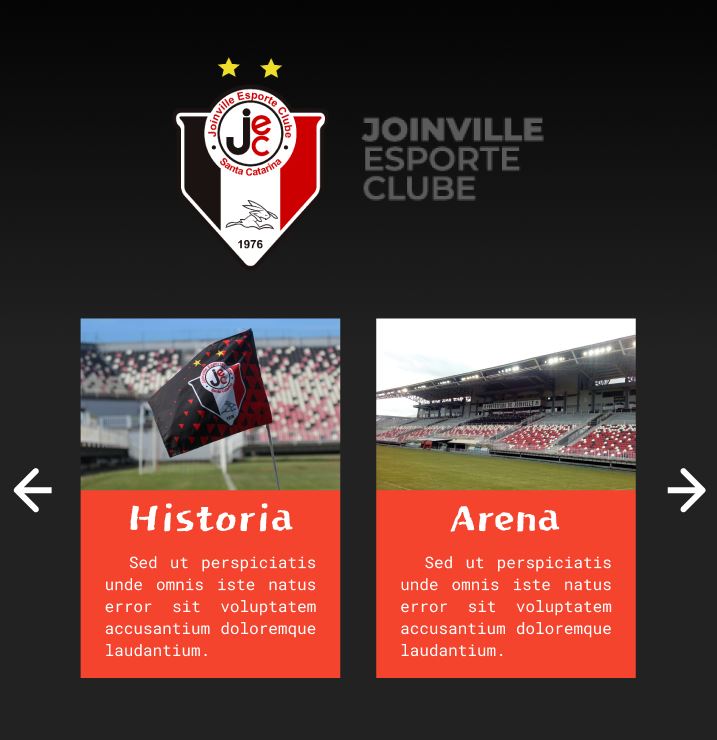 Joinville Esporte Clube
jec
Santa Catarina
1976
JOINVILLE
ESPORTE
CLUBE
Historia
Sed ut perspiciatis
unde omnis iste natus
error sit voluptatem
accusantium doloremque
laudantium.
Arena
Sed ut perspiciatis
unde omnis iste natus
error sit voluptatem
accusantium doloremque
laudantium.